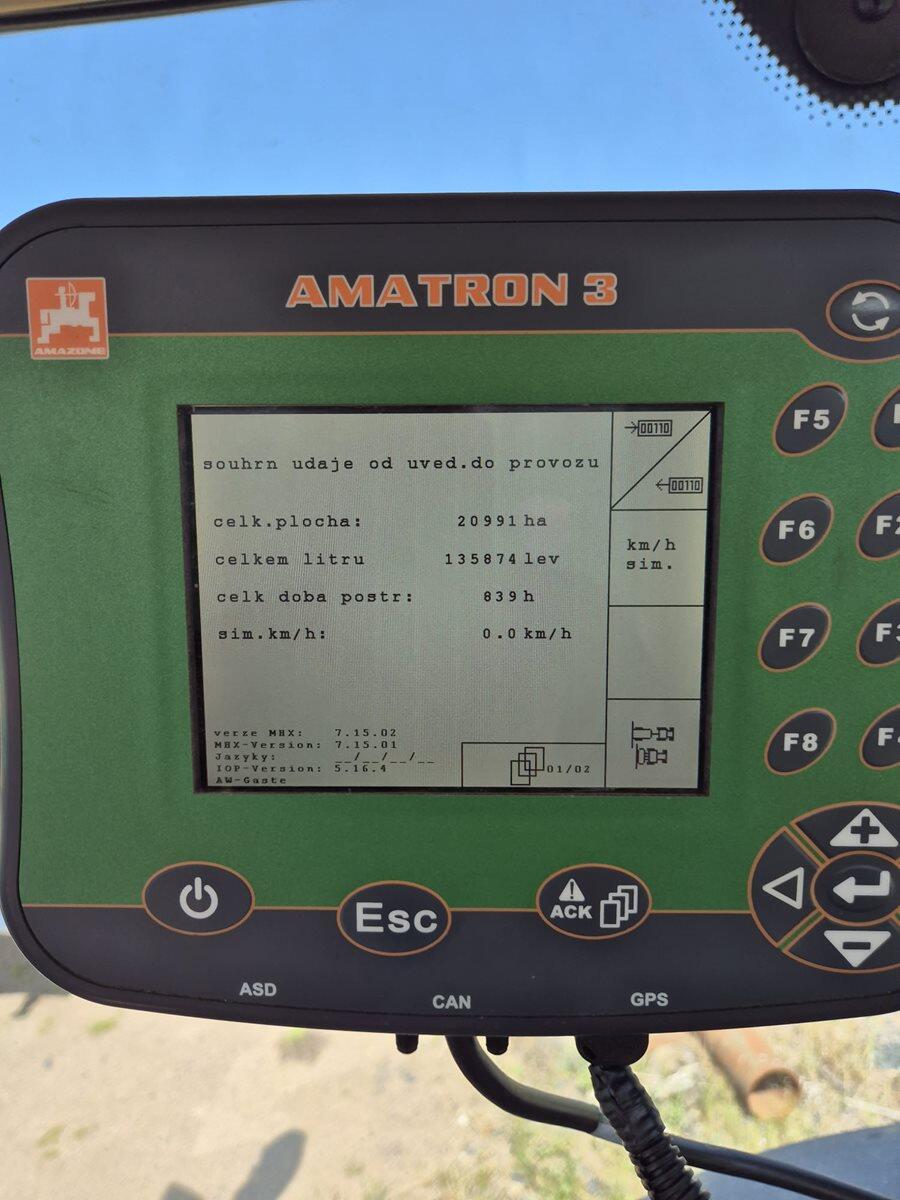 AMATRON 3
AMAZONE
souhrn udaje od uved.do provozu
celk.plocha: 20991 ha
celkem litru 135874 lev
celk doba postr: 839 h
sim.km/h: 0.0 km/h
verze MHX: 7.15.02
MHX-Version: 7.15.01
Jazyky: __/__/__/__
IOP-Version: 5.16.4
AW-Gaste
01/02
00110
00110
km/h
sim.
F5
F6
F7
F8
Esc
ACK
ASD
CAN
GPS